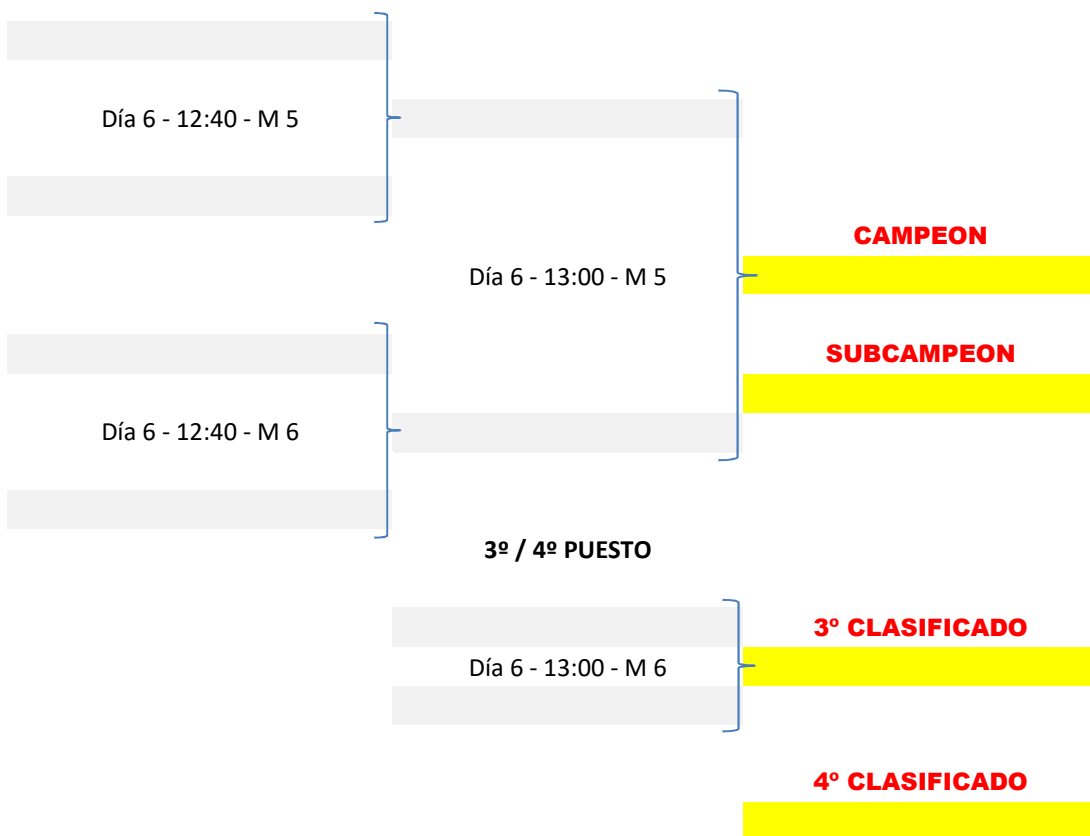 Día 6 - 12:40 - M 5
CAMPEON
Día 6 - 13:00 - M 5
SUBCAMPEON
Día 6 - 12:40 - M 6
3º / 4º PUESTO
3º CLASIFICADO
Día 6 - 13:00 - M 6
4º CLASIFICADO